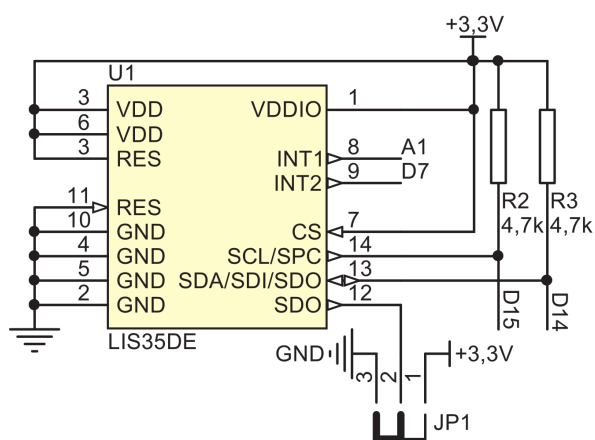 +3,3V
U1
3 VDD VDDIO 1
6 VDD
3 RES INT1 8 A1
INT2 9 D7
11 RES
10 GND CS 7
4 GND SCL/SPC 14
5 GND SDA/SDI/SDO 13
2 GND SDO 12
LIS35DE
R2
4,7k
R3
4,7k
D15
D14
GND
3
2
1
+3,3V
JP1